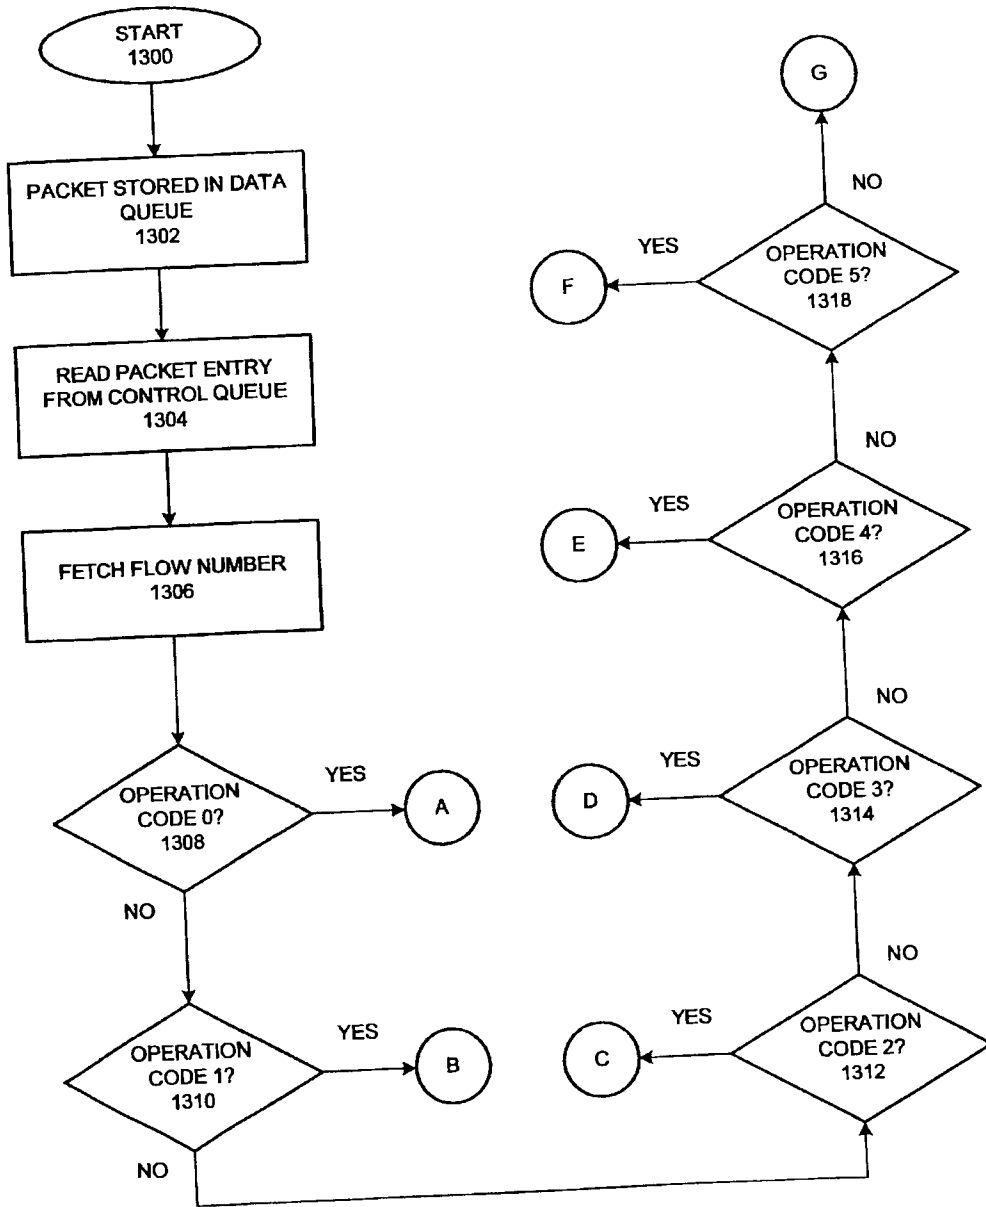 START
1300
PACKET STORED IN DATA
QUEUE
1302
READ PACKET ENTRY
FROM CONTROL QUEUE
1304
FETCH FLOW NUMBER
1306
OPERATION
CODE 0?
1308
YES
A
NO
OPERATION
CODE 1?
1310
YES
B
NO
OPERATION
CODE 2?
1312
YES
C
NO
OPERATION
CODE 3?
1314
YES
D
NO
OPERATION
CODE 4?
1316
YES
E
NO
OPERATION
CODE 5?
1318
YES
F
NO
G